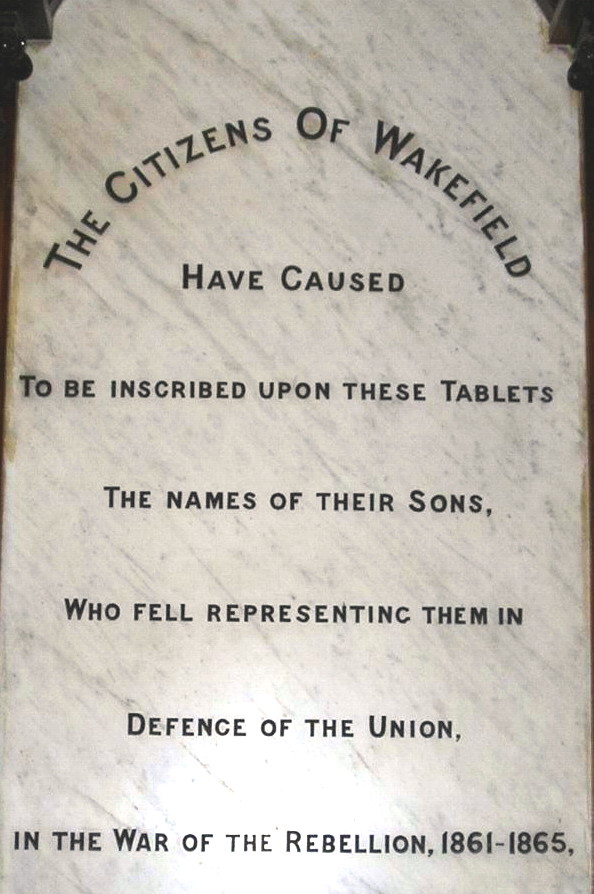 THE CITIZENS OF WAKEFIELD
HAVE CAUSED
TO BE INSCRIBED UPON THESE TABLETS
THE NAMES OF THEIR SONS,
WHO FELL REPRESENTING THEM IN
DEFENCE OF THE UNION,
IN THE WAR OF THE REBELLION, 1861-1865,